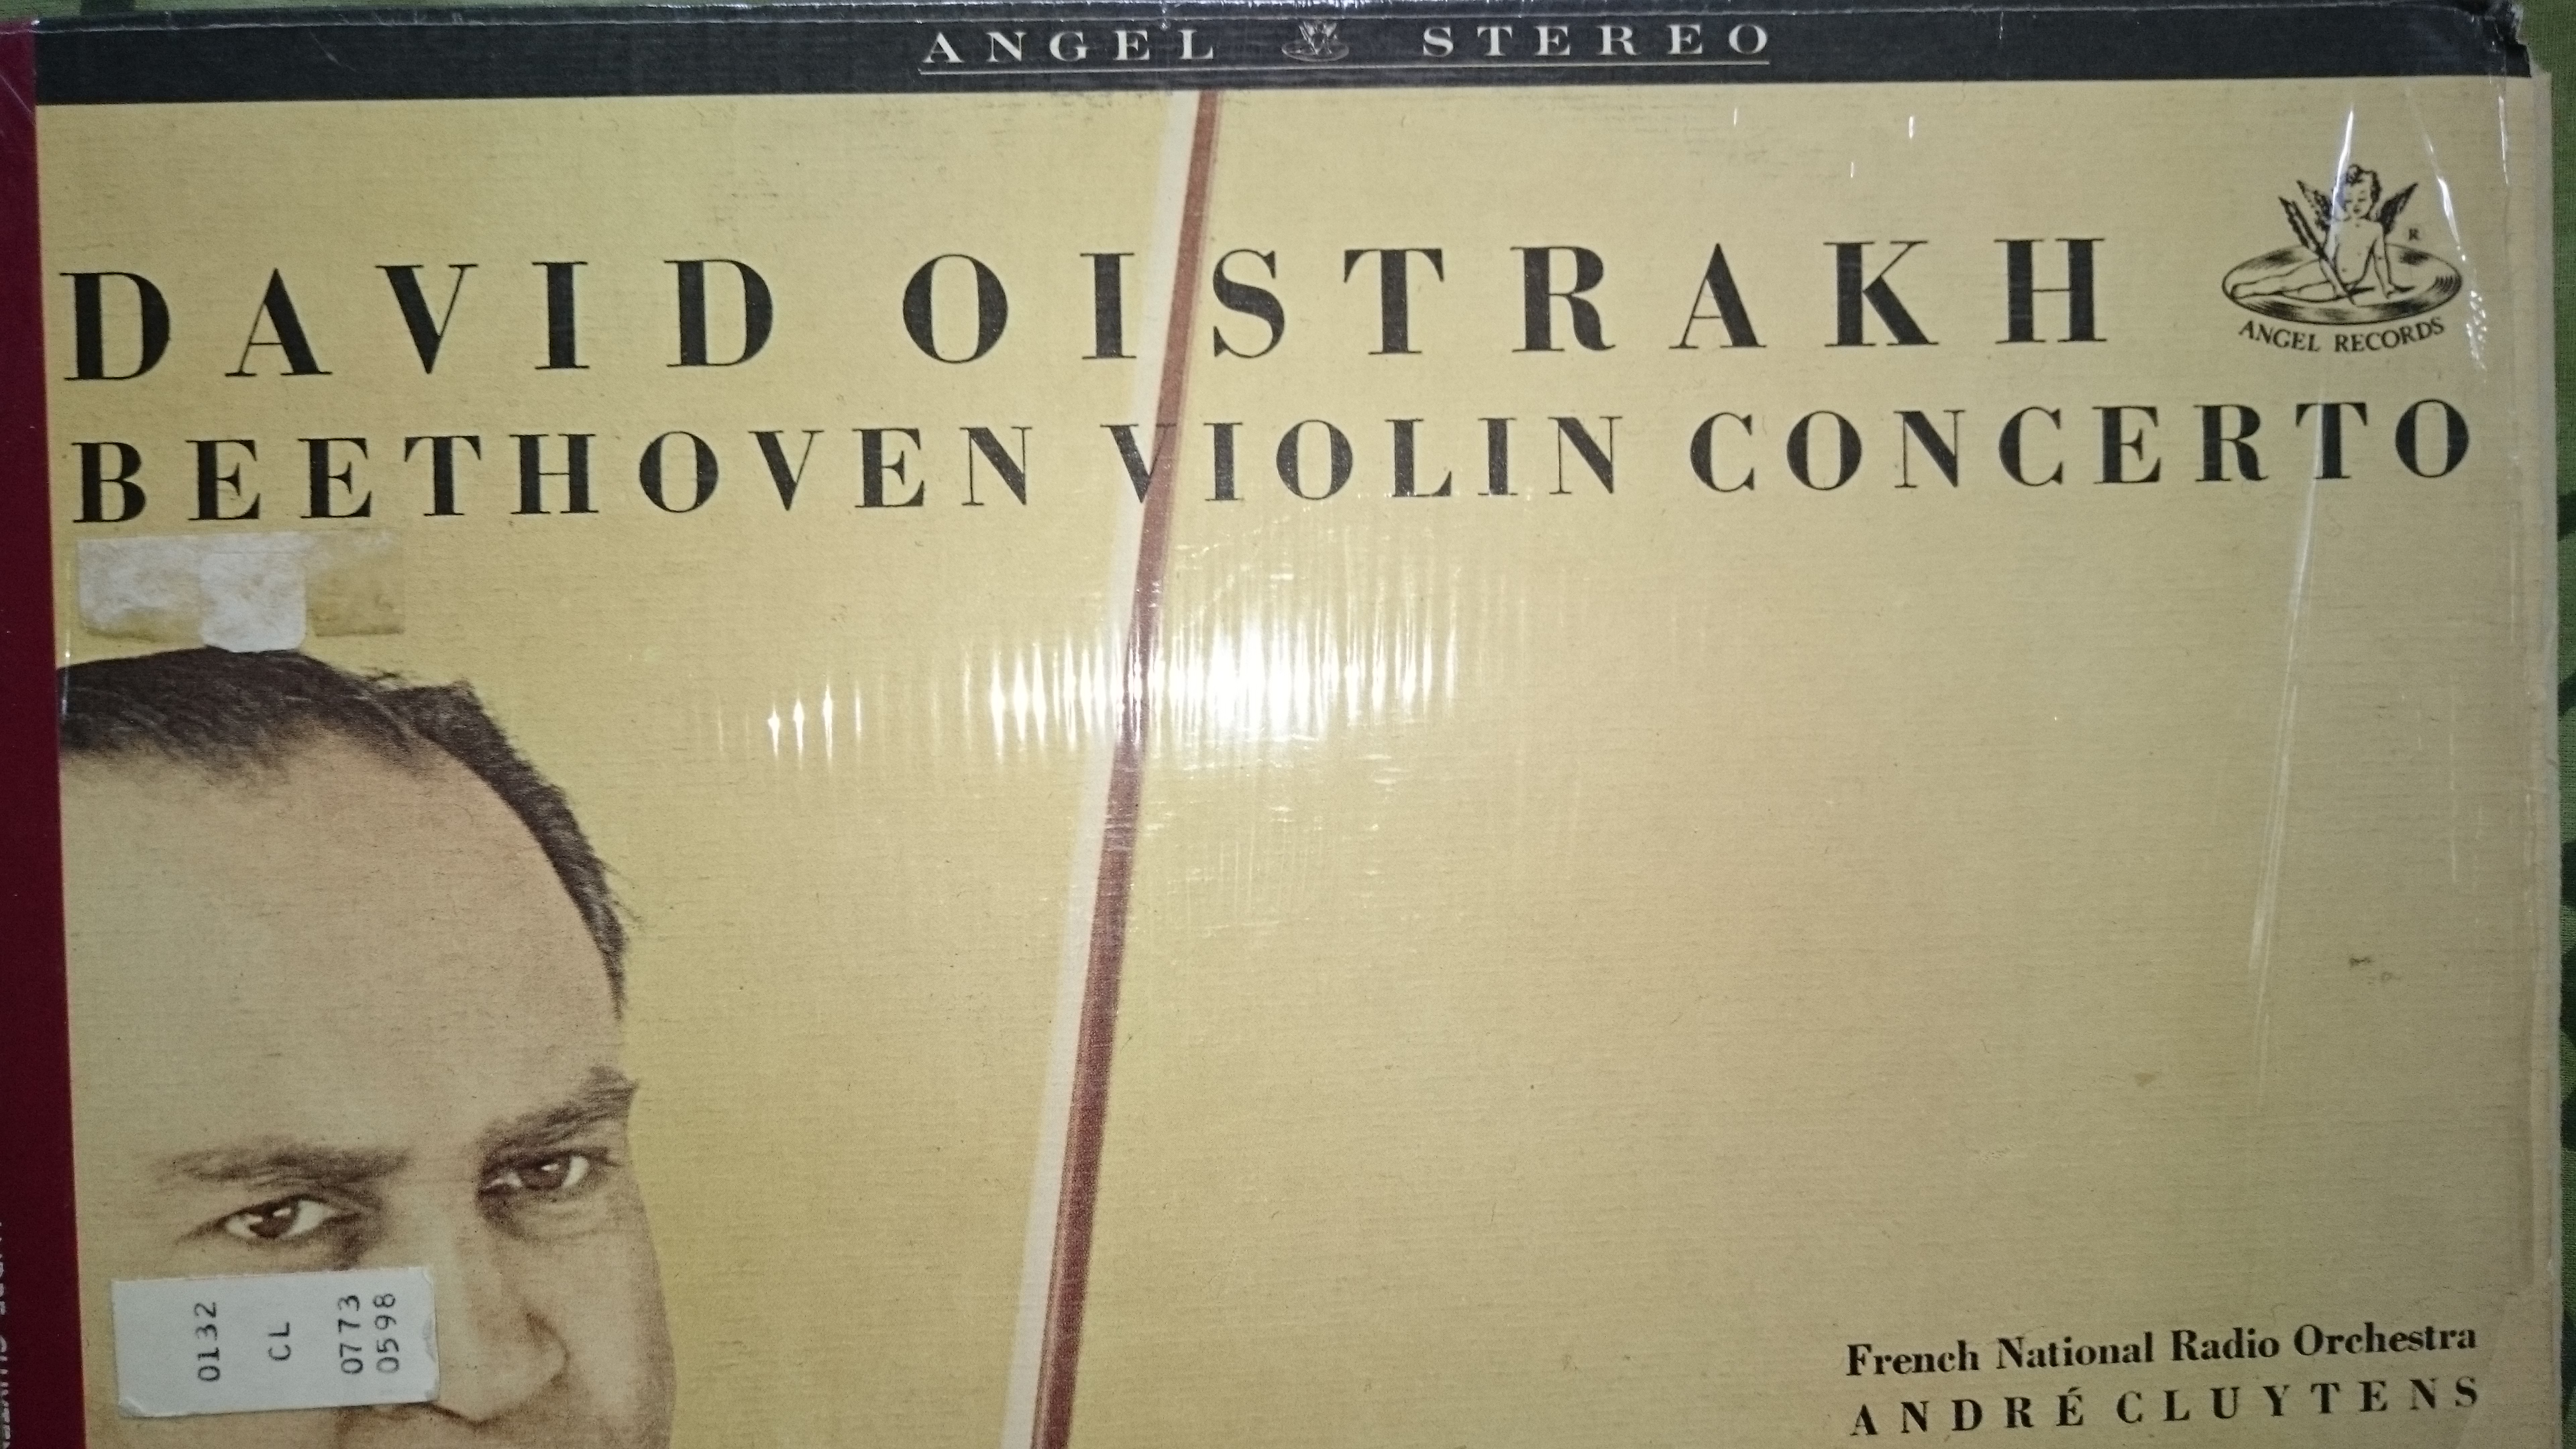 ANGEL STEREO
DAVID OISTRAKH
R
ANGEL RECORDS
BEETHOVEN VIOLIN CONCERTO
0132
CL
0773
0598
French National Radio Orchestra
ANDRÉ CLUYTENS